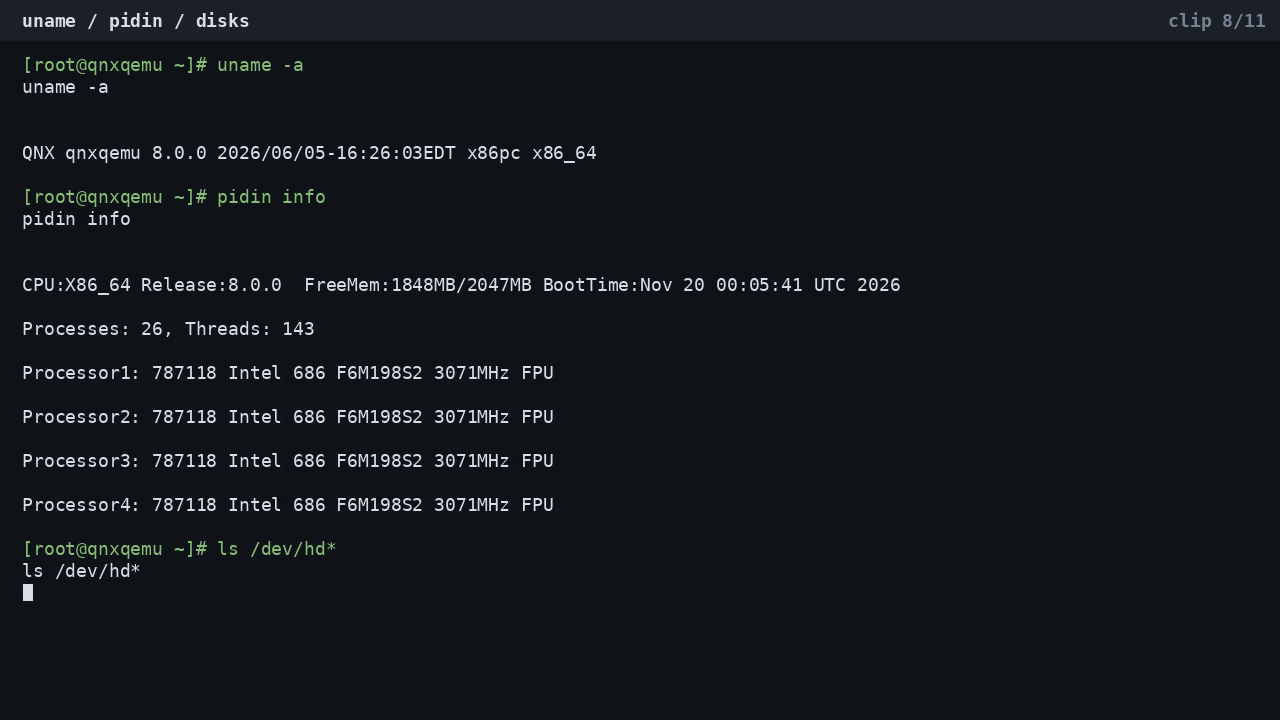 uname / pidin / disks
clip 8/11
[root@qnxqemu ~]# uname -a
uname -a
QNX qnxqemu 8.0.0 2026/06/05-16:26:03EDT x86pc x86_64
[root@qnxqemu ~]# pidin info
pidin info
CPU:X86_64 Release:8.0.0  FreeMem:1848MB/2047MB BootTime:Nov 20 00:05:41 UTC 2026
Processes: 26, Threads: 143
Processor1: 787118 Intel 686 F6M198S2 3071MHz FPU
Processor2: 787118 Intel 686 F6M198S2 3071MHz FPU
Processor3: 787118 Intel 686 F6M198S2 3071MHz FPU
Processor4: 787118 Intel 686 F6M198S2 3071MHz FPU
[root@qnxqemu ~]# ls /dev/hd*
ls /dev/hd*